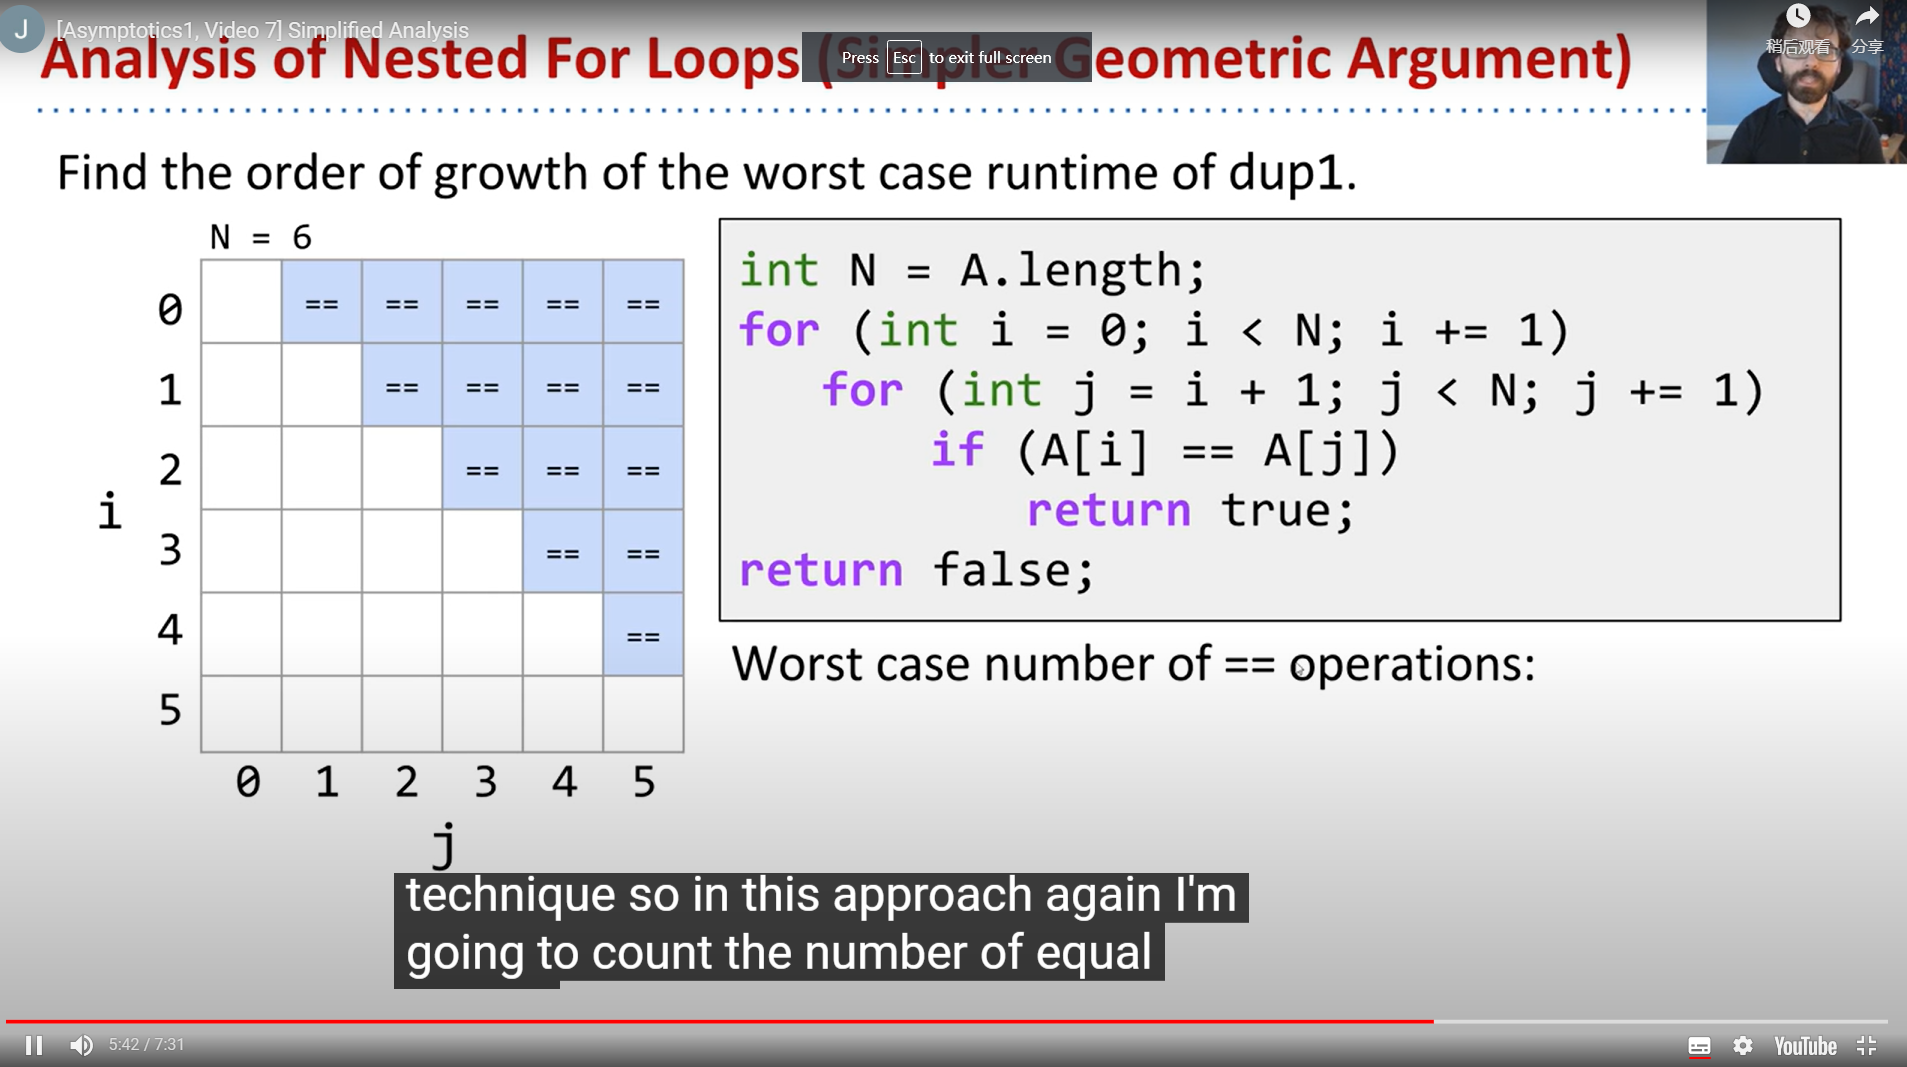 J
[Asymptotics1, Video 7] Simplified Analysis
Analysis of Nested For Loops (Simpler Geometric Argument)
Press Esc to exit full screen
稍后观看 分享
Find the order of growth of the worst case runtime of dup1.
N = 6
0 == == == == ==
1 == == == ==
2 == == ==
i
3 == ==
4 ==
5
0 1 2 3 4 5
j
int N = A.length;
for (int i = 0; i < N; i += 1)
for (int j = i + 1; j < N; j += 1)
if (A[i] == A[j])
return true;
return false;
Worst case number of == operations:
technique so in this approach again I'm
going to count the number of equal
5:42 / 7:31
YouTube